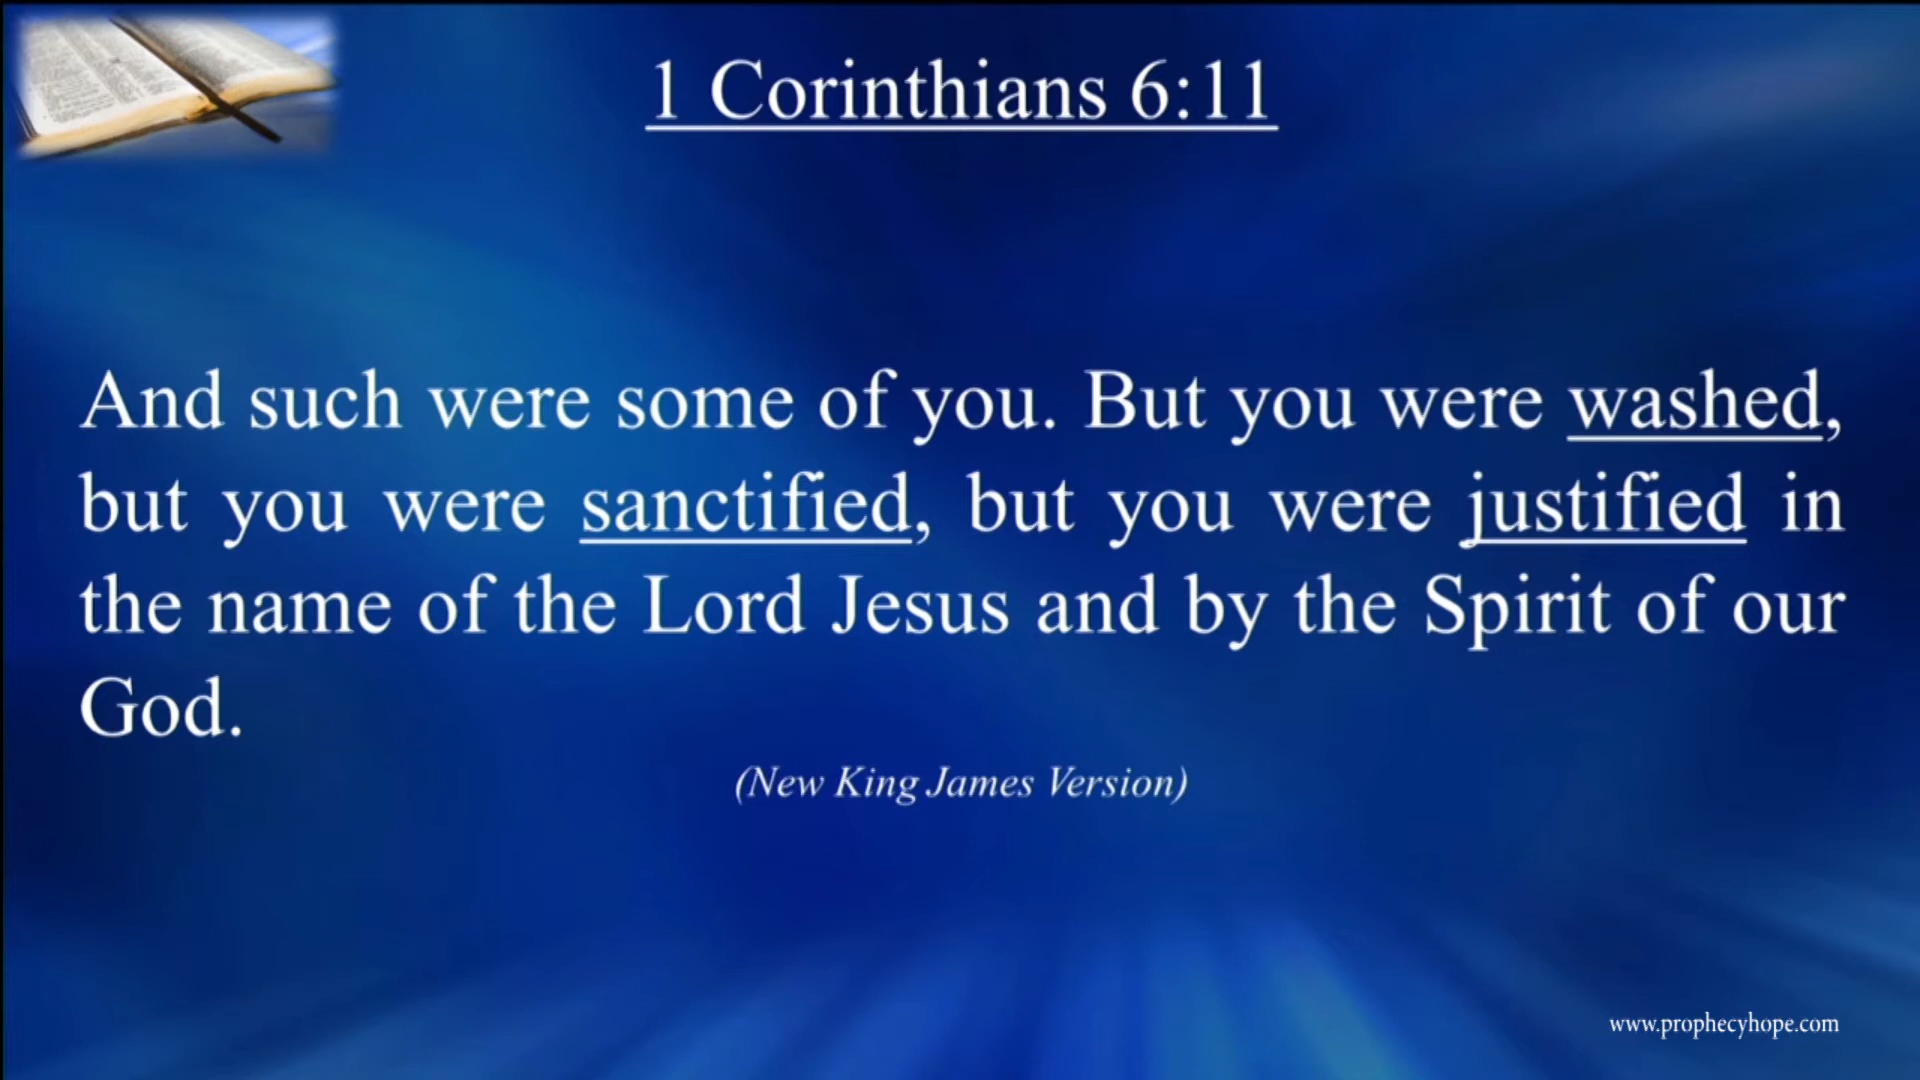 1 Corinthians 6:11
And such were some of you. But you were washed,
but you were sanctified, but you were justified in
the name of the Lord Jesus and by the Spirit of our
God.
(New King James Version)
www.prophecyhope.com